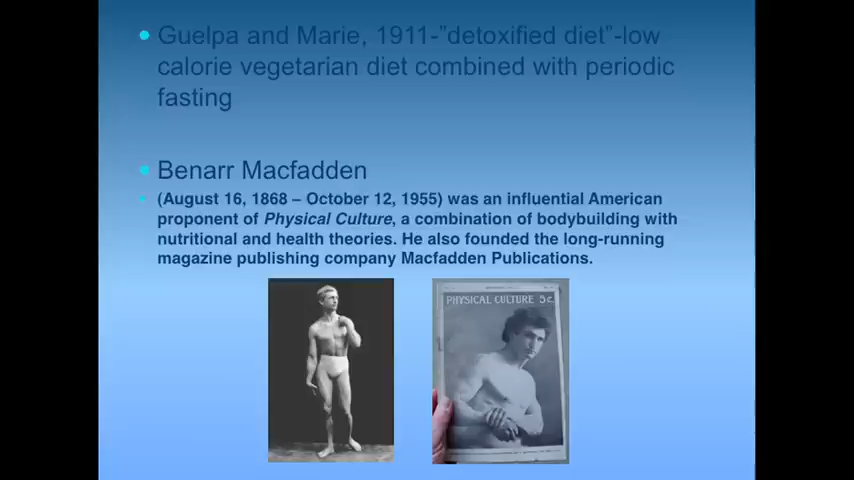 Guelpa and Marie, 1911-"detoxified diet"-low
calorie vegetarian diet combined with periodic
fasting
Benarr Macfadden
(August 16, 1868 – October 12, 1955) was an influential American
proponent of Physical Culture, a combination of bodybuilding with
nutritional and health theories. He also founded the long-running
magazine publishing company Macfadden Publications.
PHYSICAL CULTURE 5c.